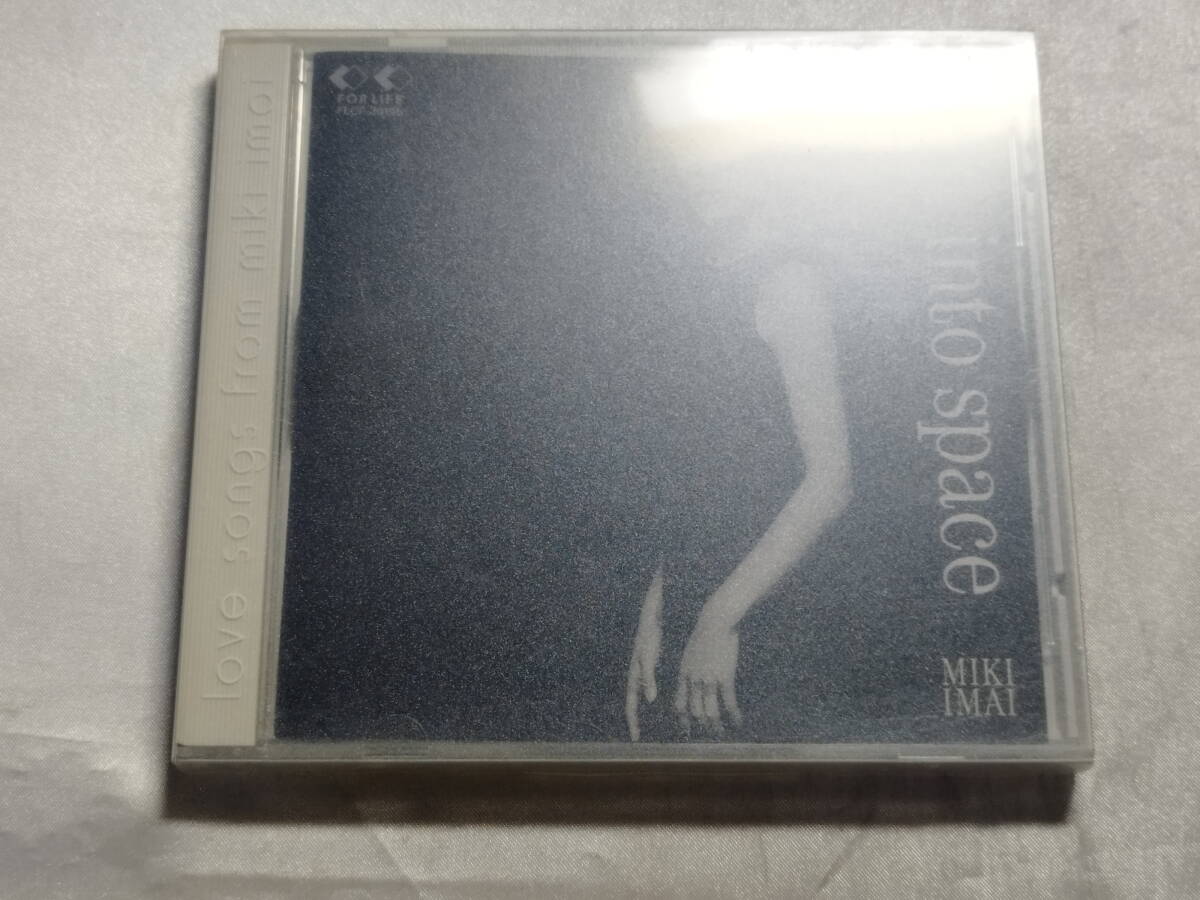 love songs from miki imai
FOR LIFE
into space
MIKI
IMAI